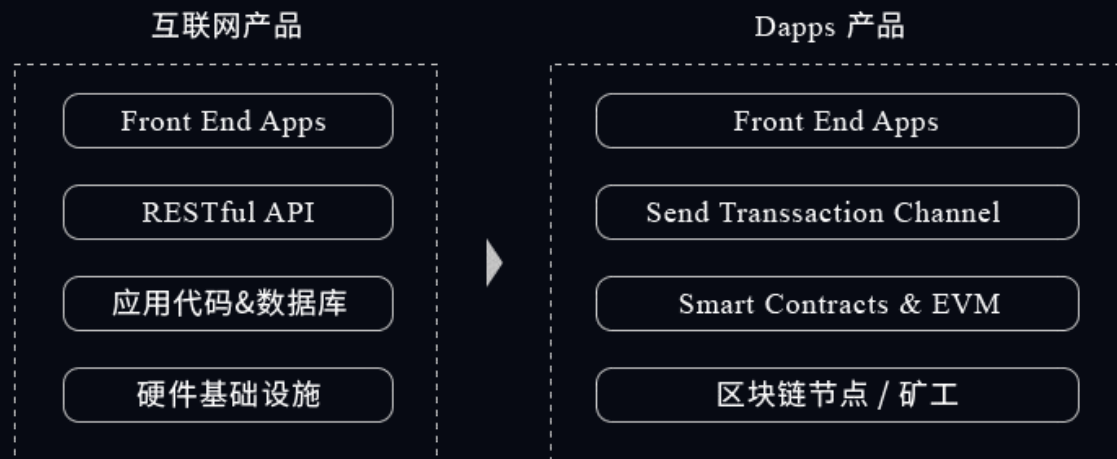 互联网产品
Front End Apps
RESTful API
应用代码&数据库
硬件基础设施
Dapps 产品
Front End Apps
Send Transsaction Channel
Smart Contracts & EVM
区块链节点 / 矿工